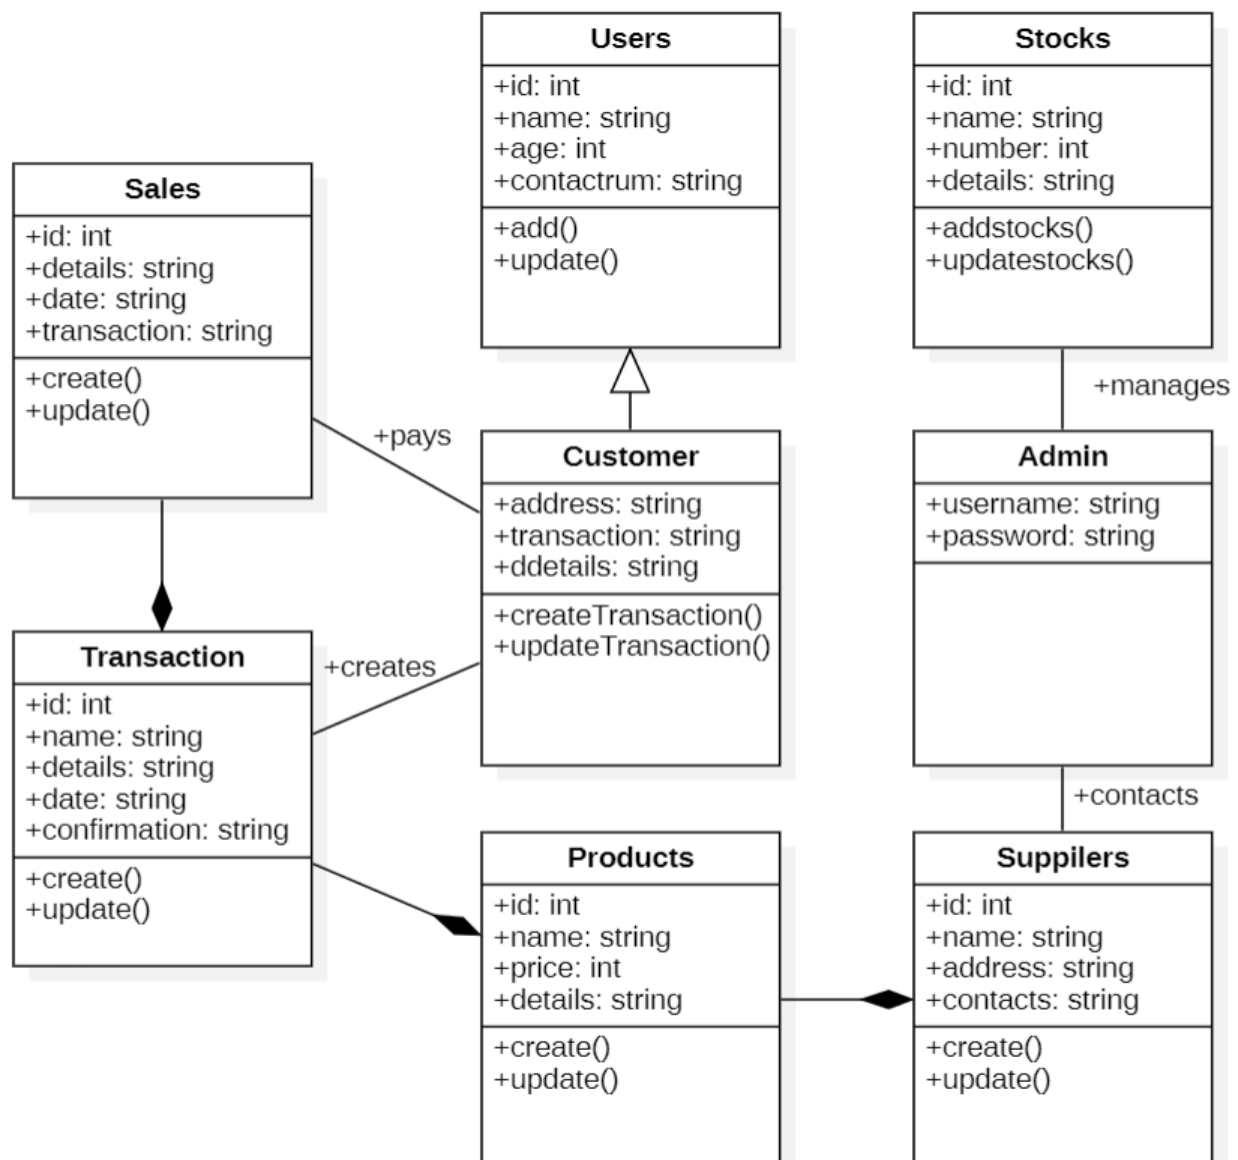 Users
+id: int
+name: string
+age: int
+contactrum: string
+add()
+update()
Stocks
+id: int
+name: string
+number: int
+details: string
+addstocks()
+updatestocks()
Sales
+id: int
+details: string
+date: string
+transaction: string
+create()
+update()
+manages
+pays
Customer
+address: string
+transaction: string
+ddetails: string
+createTransaction()
+updateTransaction()
Admin
+username: string
+password: string
Transaction
+id: int
+name: string
+details: string
+date: string
+confirmation: string
+create()
+update()
+creates
+contacts
Products
+id: int
+name: string
+price: int
+details: string
+create()
+update()
Suppilers
+id: int
+name: string
+address: string
+contacts: string
+create()
+update()